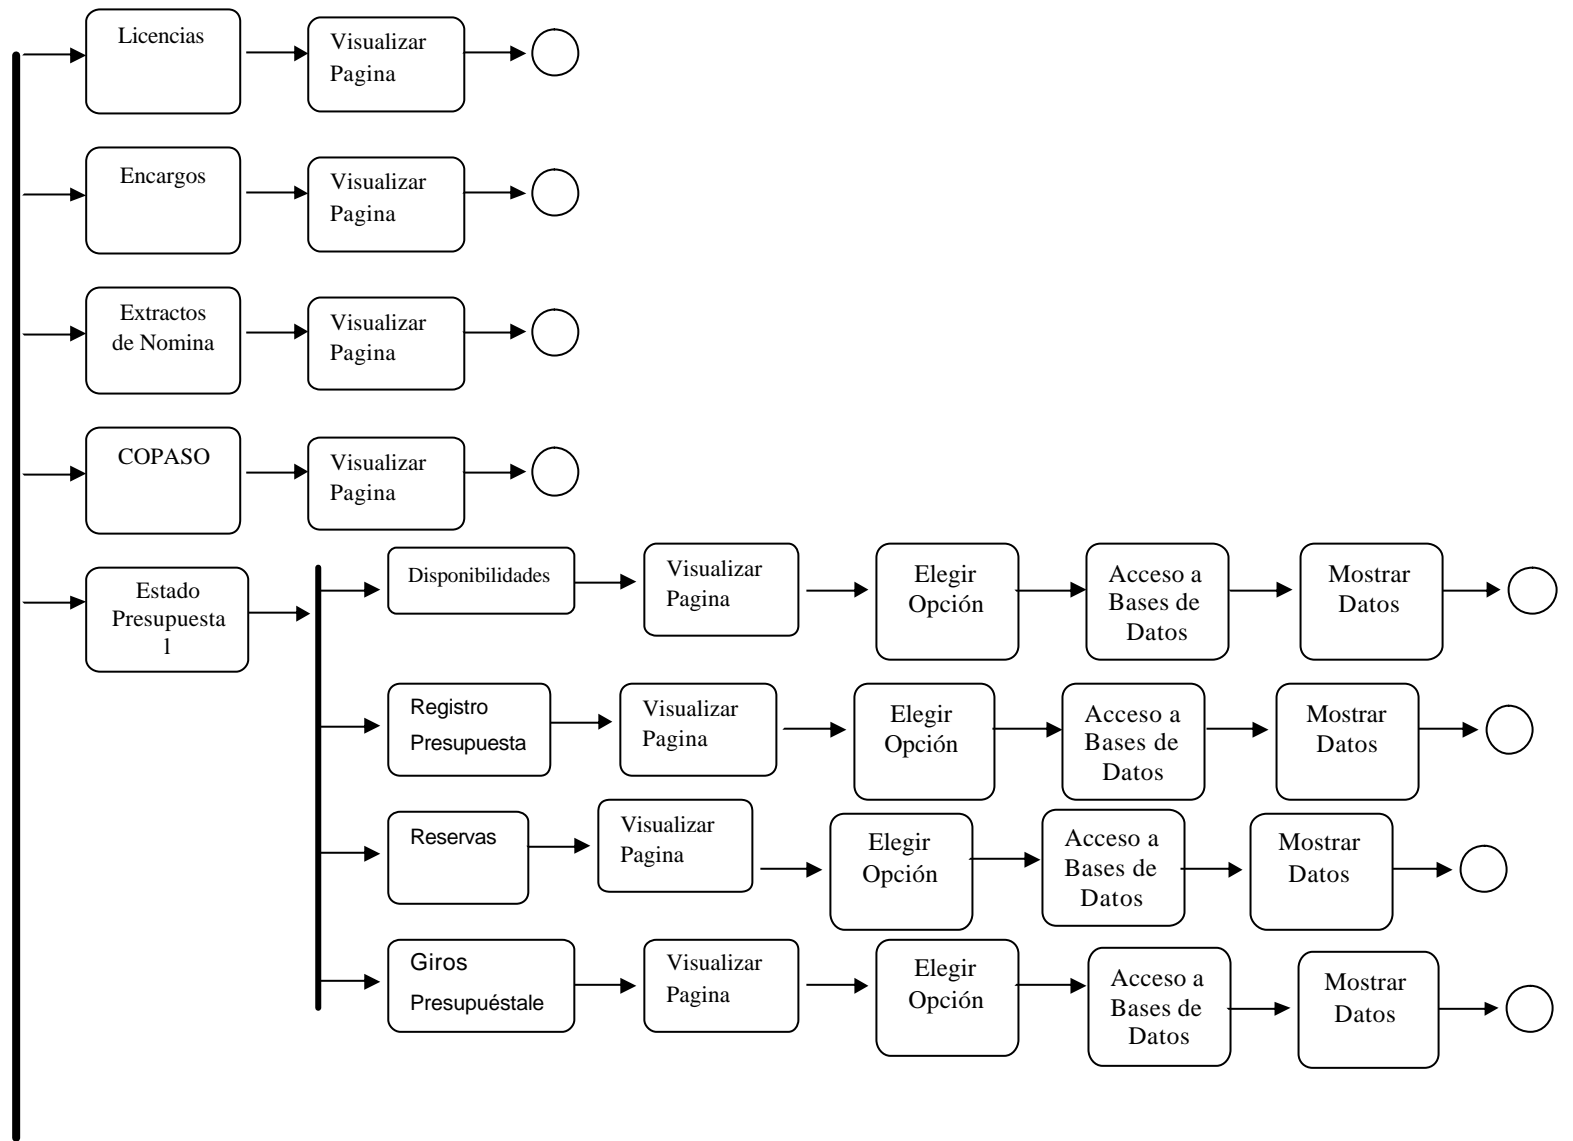 Licencias
Visualizar
Pagina
Encargos
Visualizar
Pagina
Extractos
de Nomina
Visualizar
Pagina
COPASO
Visualizar
Pagina
Estado
Presupuesta
l
Disponibilidades
Visualizar
Pagina
Elegir
Opción
Acceso a
Bases de
Datos
Mostrar
Datos
Registro
Presupuesta
Visualizar
Pagina
Elegir
Opción
Acceso a
Bases de
Datos
Mostrar
Datos
Reservas
Visualizar
Pagina
Elegir
Opción
Acceso a
Bases de
Datos
Mostrar
Datos
Giros
Presupuéstale
Visualizar
Pagina
Elegir
Opción
Acceso a
Bases de
Datos
Mostrar
Datos